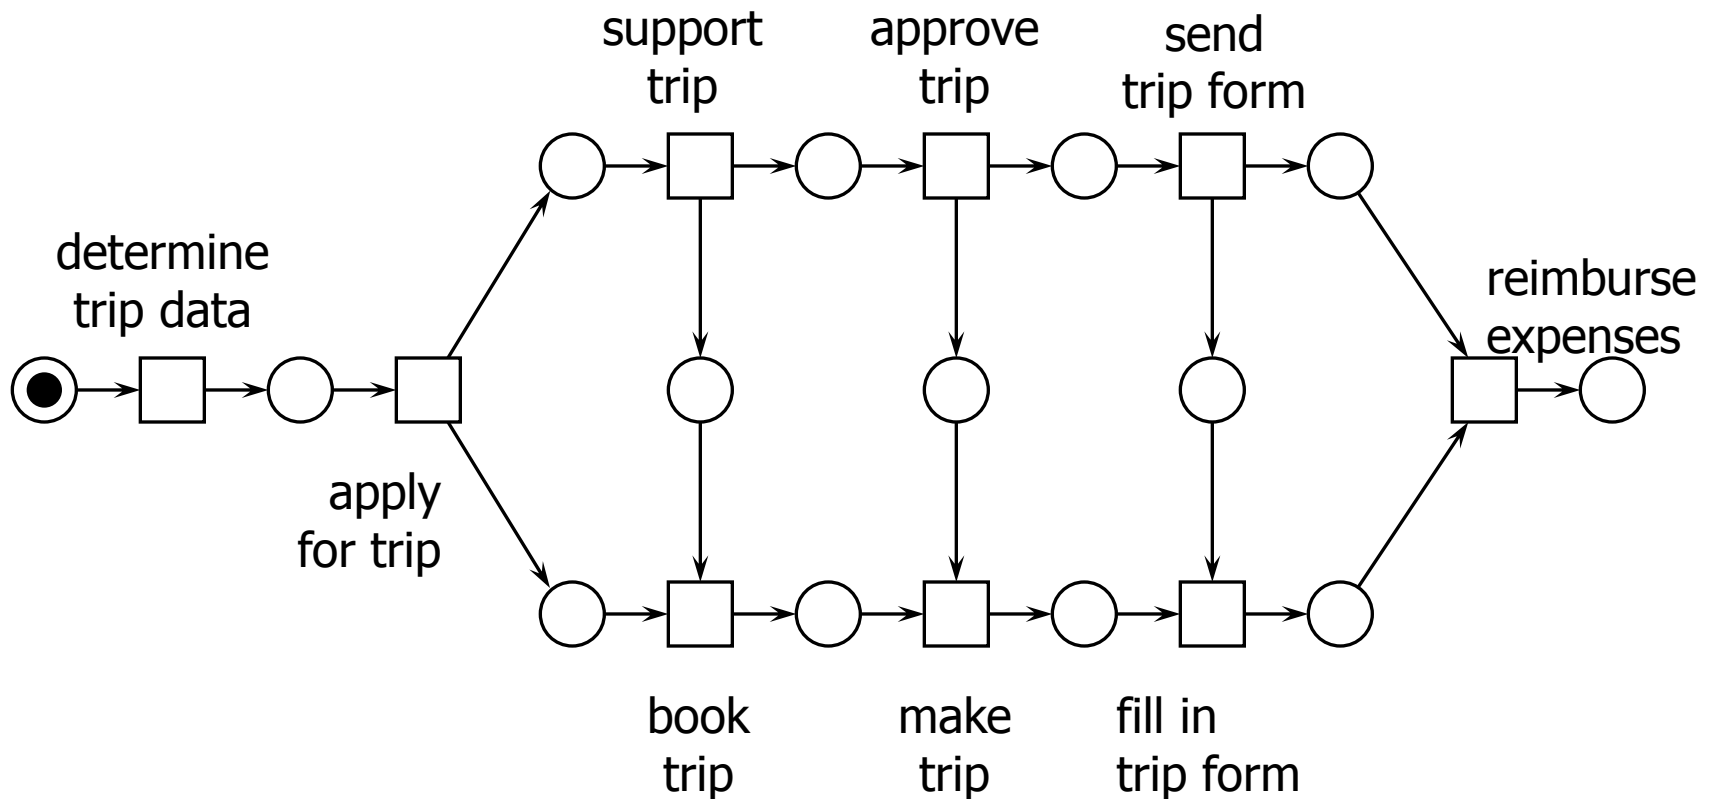 support
trip
approve
trip
send
trip form
determine
trip data
reimburse
expenses
apply
for trip
book
trip
make
trip
fill in
trip form